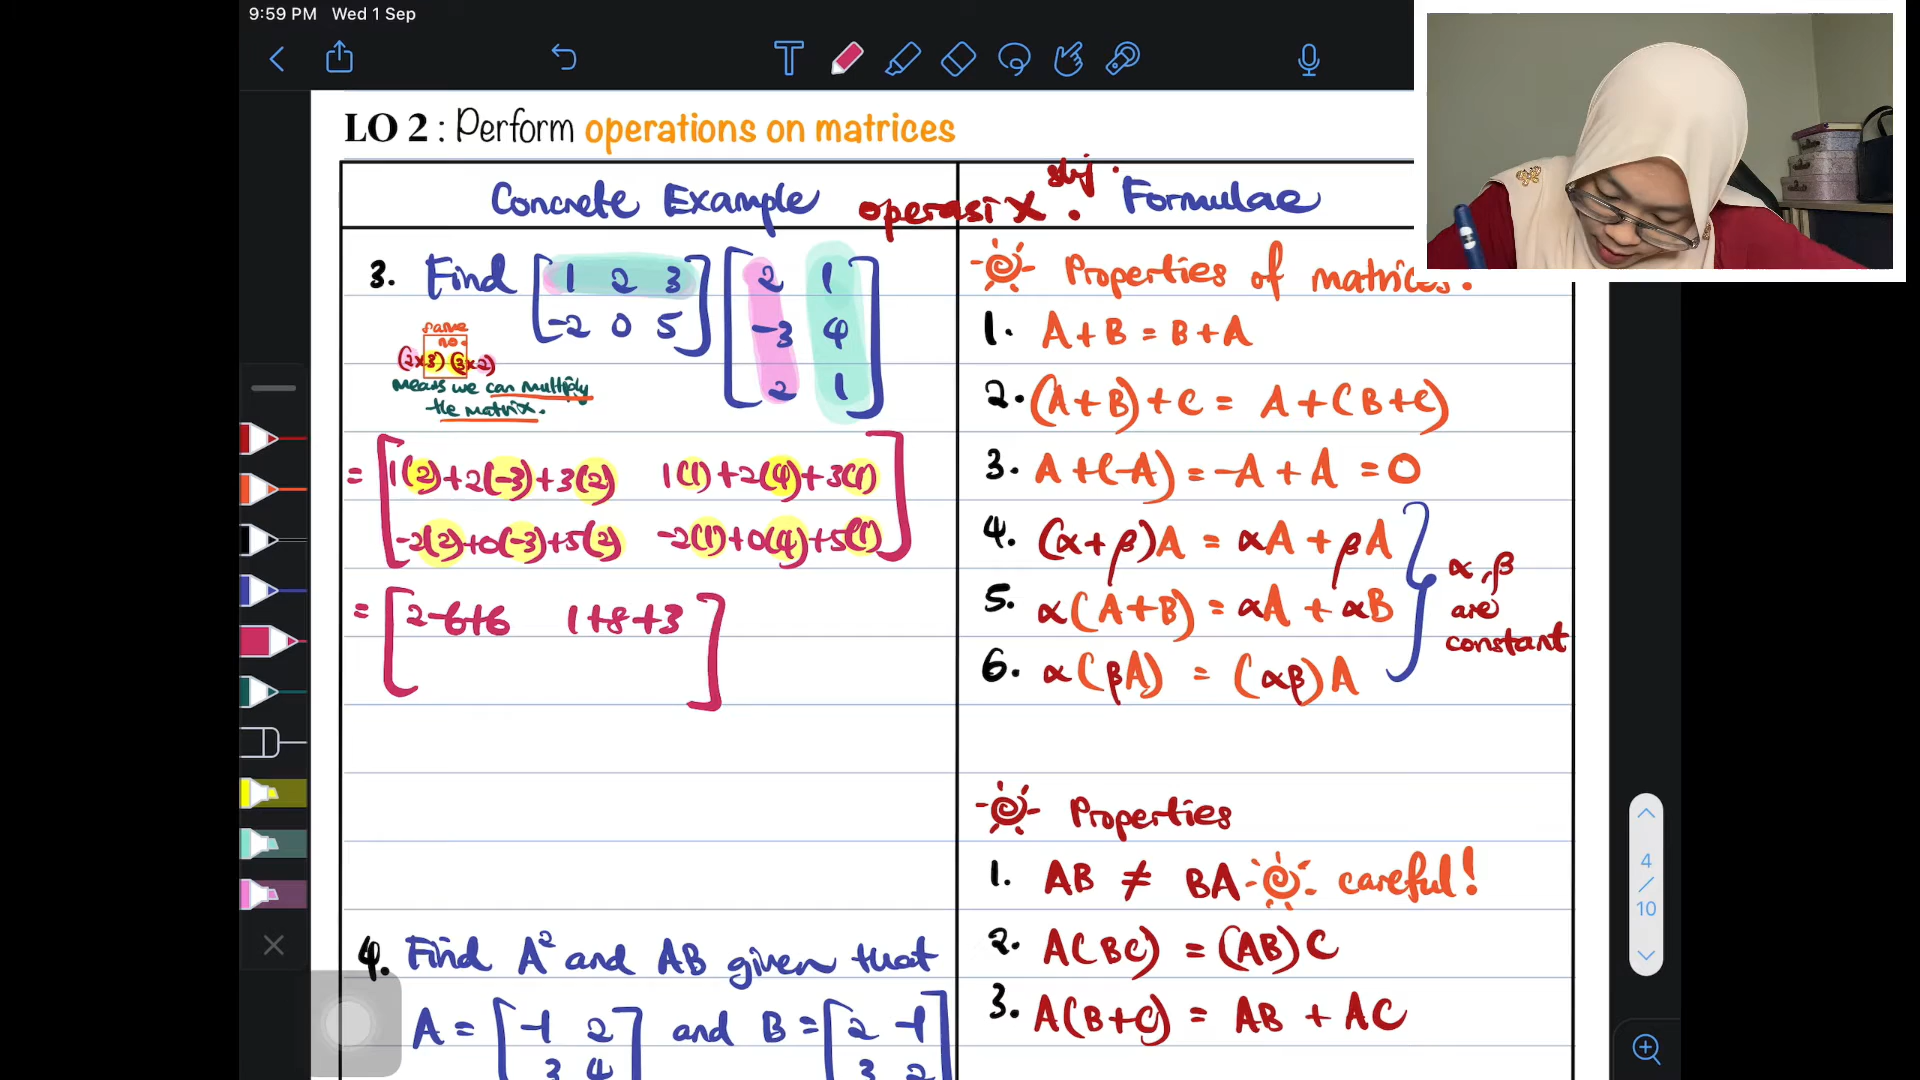 9:59 PM Wed 1 Sep
LO 2 : Perform operations on matrices
Concrete Example
operasi X.
Formulae
3. Find [1 2 3] [2 1]
[-2 0 5] [-3 4]
[2 1]
same
no.
(2x3) (3x2)
means we can multiply
the matrix.
= [1(2)+2(-3)+3(2) 1(1)+2(4)+3(1)]
[-2(2)+0(-3)+5(2) -2(1)+0(4)+5(1)]
= [2-6+6 1+8+3]
4. Find A² and AB given that
A = [-1 2] and B = [2 -1]
[3 4] [3 2]
Properties of matrices.
1. A+B = B+A
2. (A+B)+C = A+(B+C)
3. A+(-A) = -A+A = 0
4. (α+β)A = αA + βA
5. α(A+B) = αA + αB
6. α(βA) = (αβ)A
α, β
are
constant
Properties
1. AB ≠ BA careful!
2. A(BC) = (AB)C
3. A(B+C) = AB + AC
4
/
10